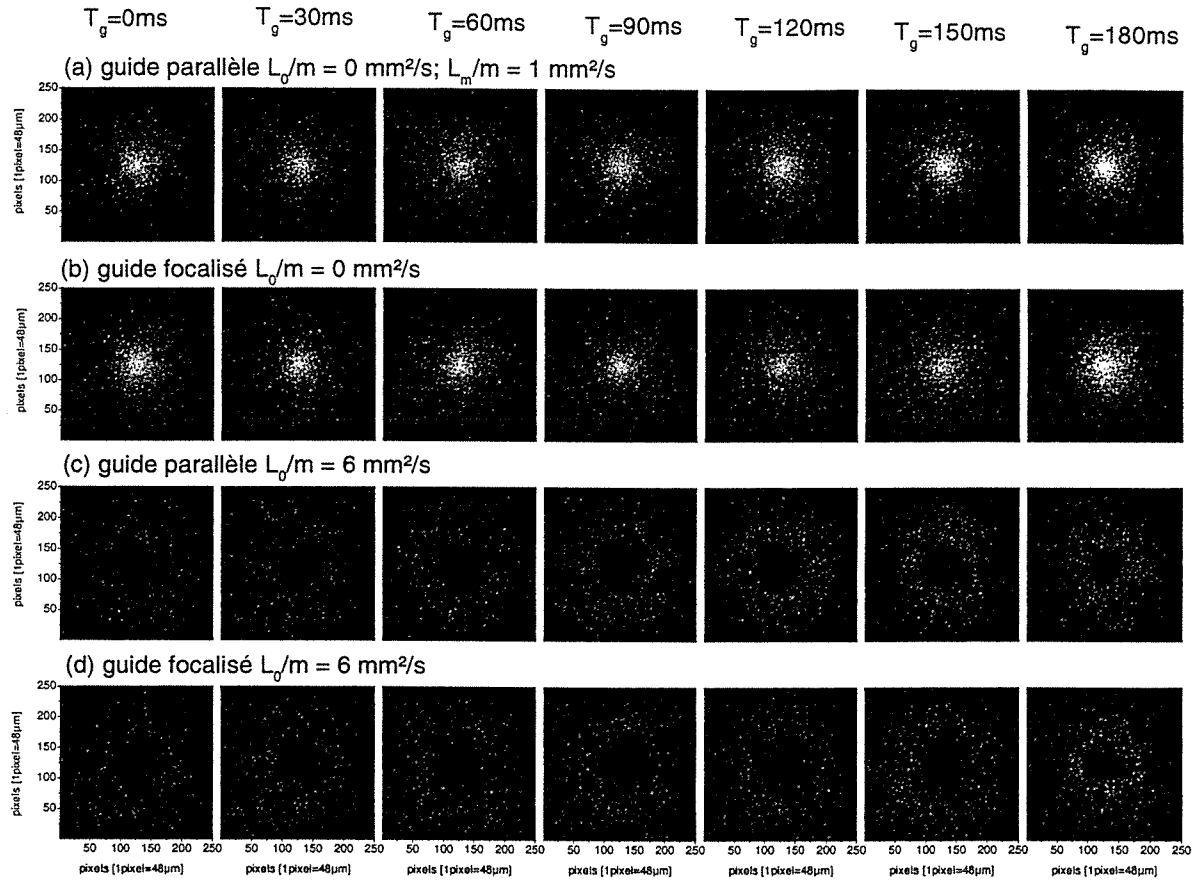 T_g=0ms T_g=30ms T_g=60ms T_g=90ms T_g=120ms T_g=150ms T_g=180ms
(a) guide parallèle L_0/m = 0 mm²/s; L_m/m = 1 mm²/s
pixels [1pixel=48µm]
250
200
150
100
50
(b) guide focalisé L_0/m = 0 mm²/s
pixels [1pixel=48µm]
250
200
150
100
50
(c) guide parallèle L_0/m = 6 mm²/s
pixels [1pixel=48µm]
250
200
150
100
50
(d) guide focalisé L_0/m = 6 mm²/s
pixels [1pixel=48µm]
250
200
150
100
50
50 100 150 200 250 50 100 150 200 250 50 100 150 200 250 50 100 150 200 250 50 100 150 200 250 50 100 150 200 250 50 100 150 200 250
pixels [1pixel=48µm] pixels [1pixel=48µm] pixels [1pixel=48µm] pixels [1pixel=48µm] pixels [1pixel=48µm] pixels [1pixel=48µm] pixels [1pixel=48µm]